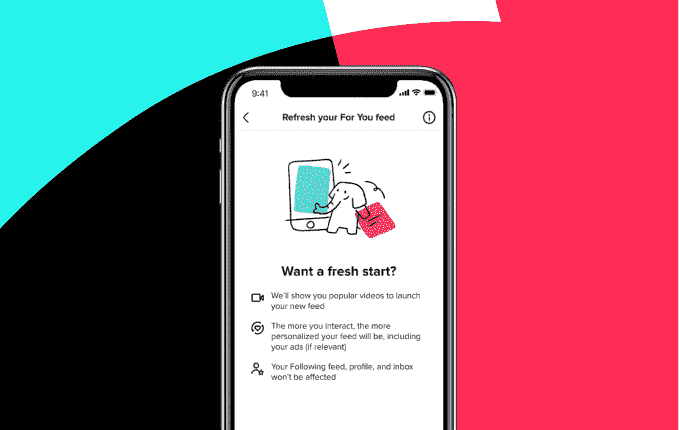 9:41
Refresh your For You feed
Want a fresh start?
We'll show you popular videos to launch
your new feed
The more you interact, the more
personalized your feed will be, including
your ads (if relevant)
Your Following feed, profile, and inbox
won't be affected